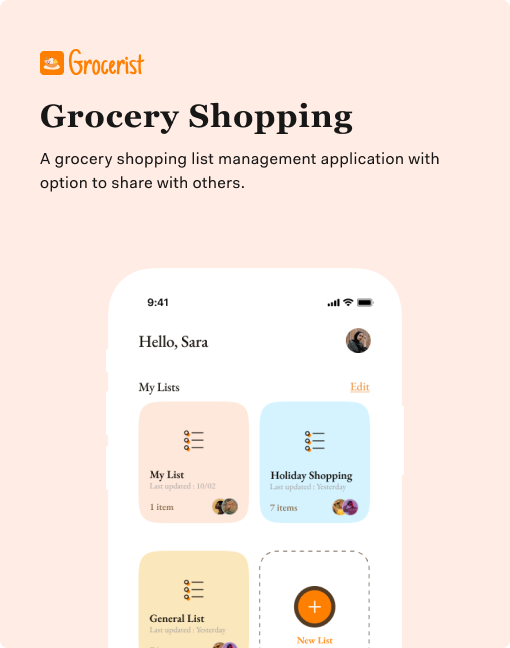 Grocerist
Grocery Shopping
A grocery shopping list management application with
option to share with others.
9:41
Hello, Sara
My Lists
Edit
My List
Last updated : 10/02
1 item
Holiday Shopping
Last updated : Yesterday
7 items
General List
Last updated : Yesterday
New List